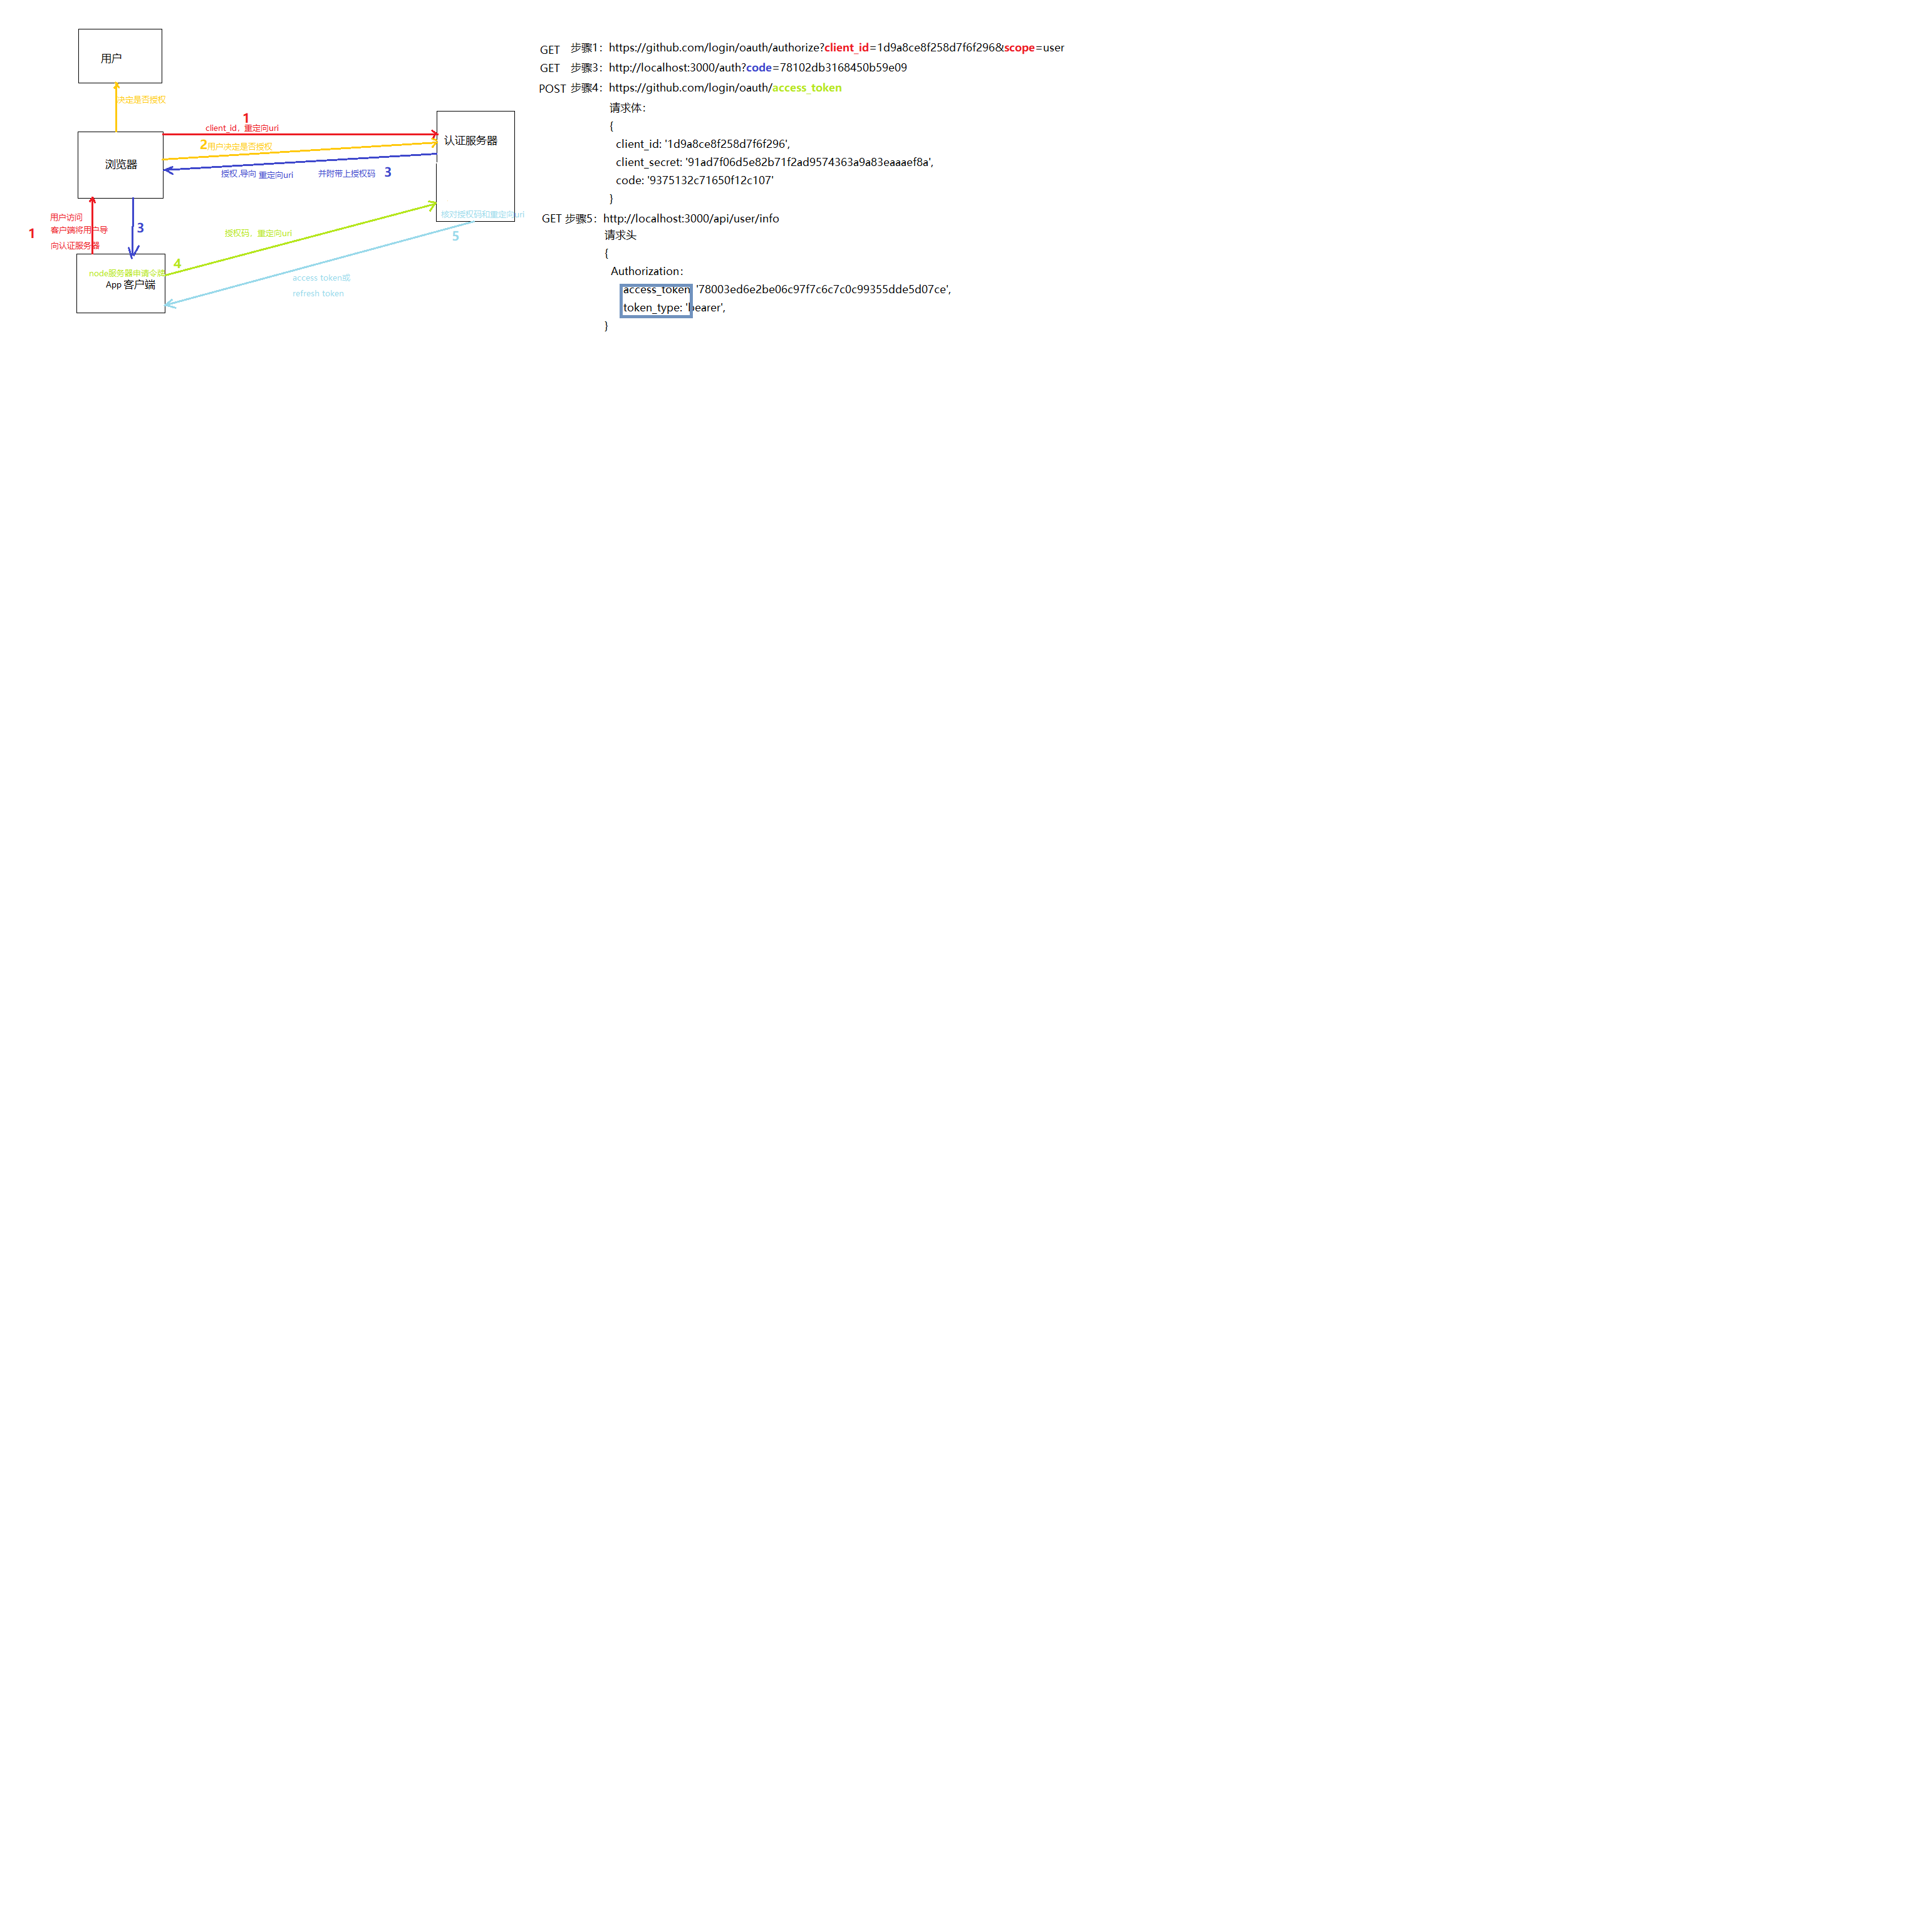 用户
决定是否授权
1
client_id，重定向uri
认证服务器
2用户决定是否授权
浏览器
授权,导向 重定向uri 并附带上授权码 3
用户访问
客户端将用户导
向认证服务器
1
3
核对授权码和重定向url
授权码、重定向uri
5
4
node服务器申请令牌
App 客户端
access token或
refresh token
GET 步骤1：https://github.com/login/oauth/authorize?client_id=1d9a8ce8f258d7f6f296&scope=user
GET 步骤3：http://localhost:3000/auth?code=78102db3168450b59e09
POST 步骤4：https://github.com/login/oauth/access_token
请求体：
{
client_id: '1d9a8ce8f258d7f6f296',
client_secret: '91ad7f06d5e82b71f2ad9574363a9a83eaaaef8a',
code: '9375132c71650f12c107'
}
GET 步骤5：http://localhost:3000/api/user/info
请求头
{
Authorization：
access_token '78003ed6e2be06c97f7c6c7c0c99355dde5d07ce',
token_type: 'bearer',
}